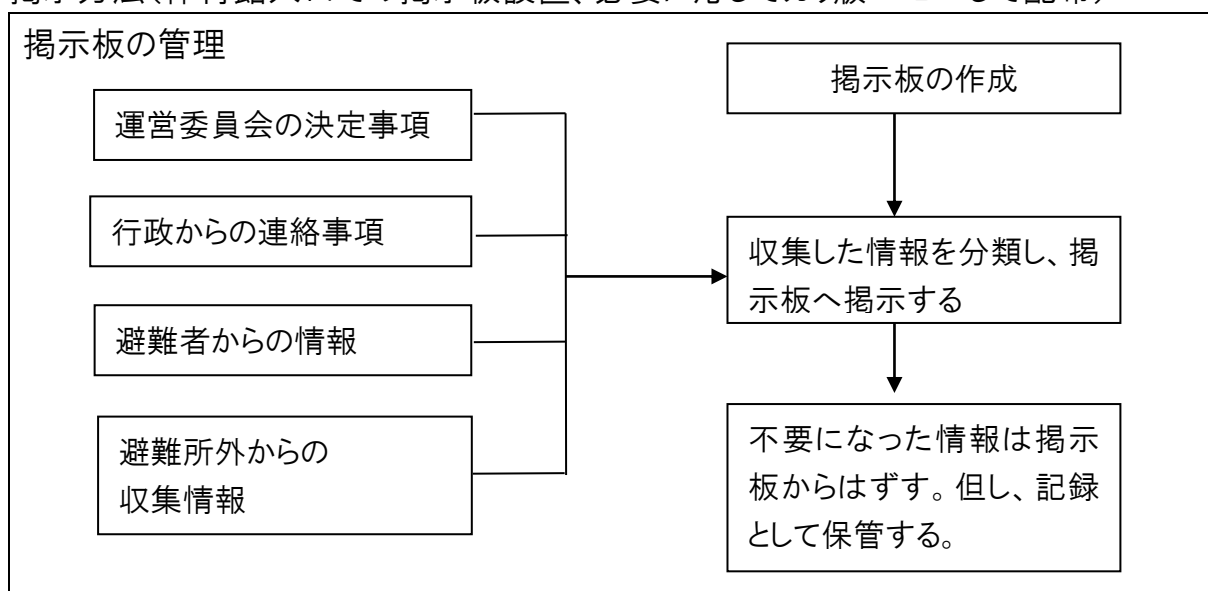 掲示板の管理
掲示板の作成
運営委員会の決定事項
行政からの連絡事項
収集した情報を分類し、掲
示板へ掲示する
避難者からの情報
避難所外からの
収集情報
不要になった情報は掲示
板からはずす。但し、記録
として保管する。